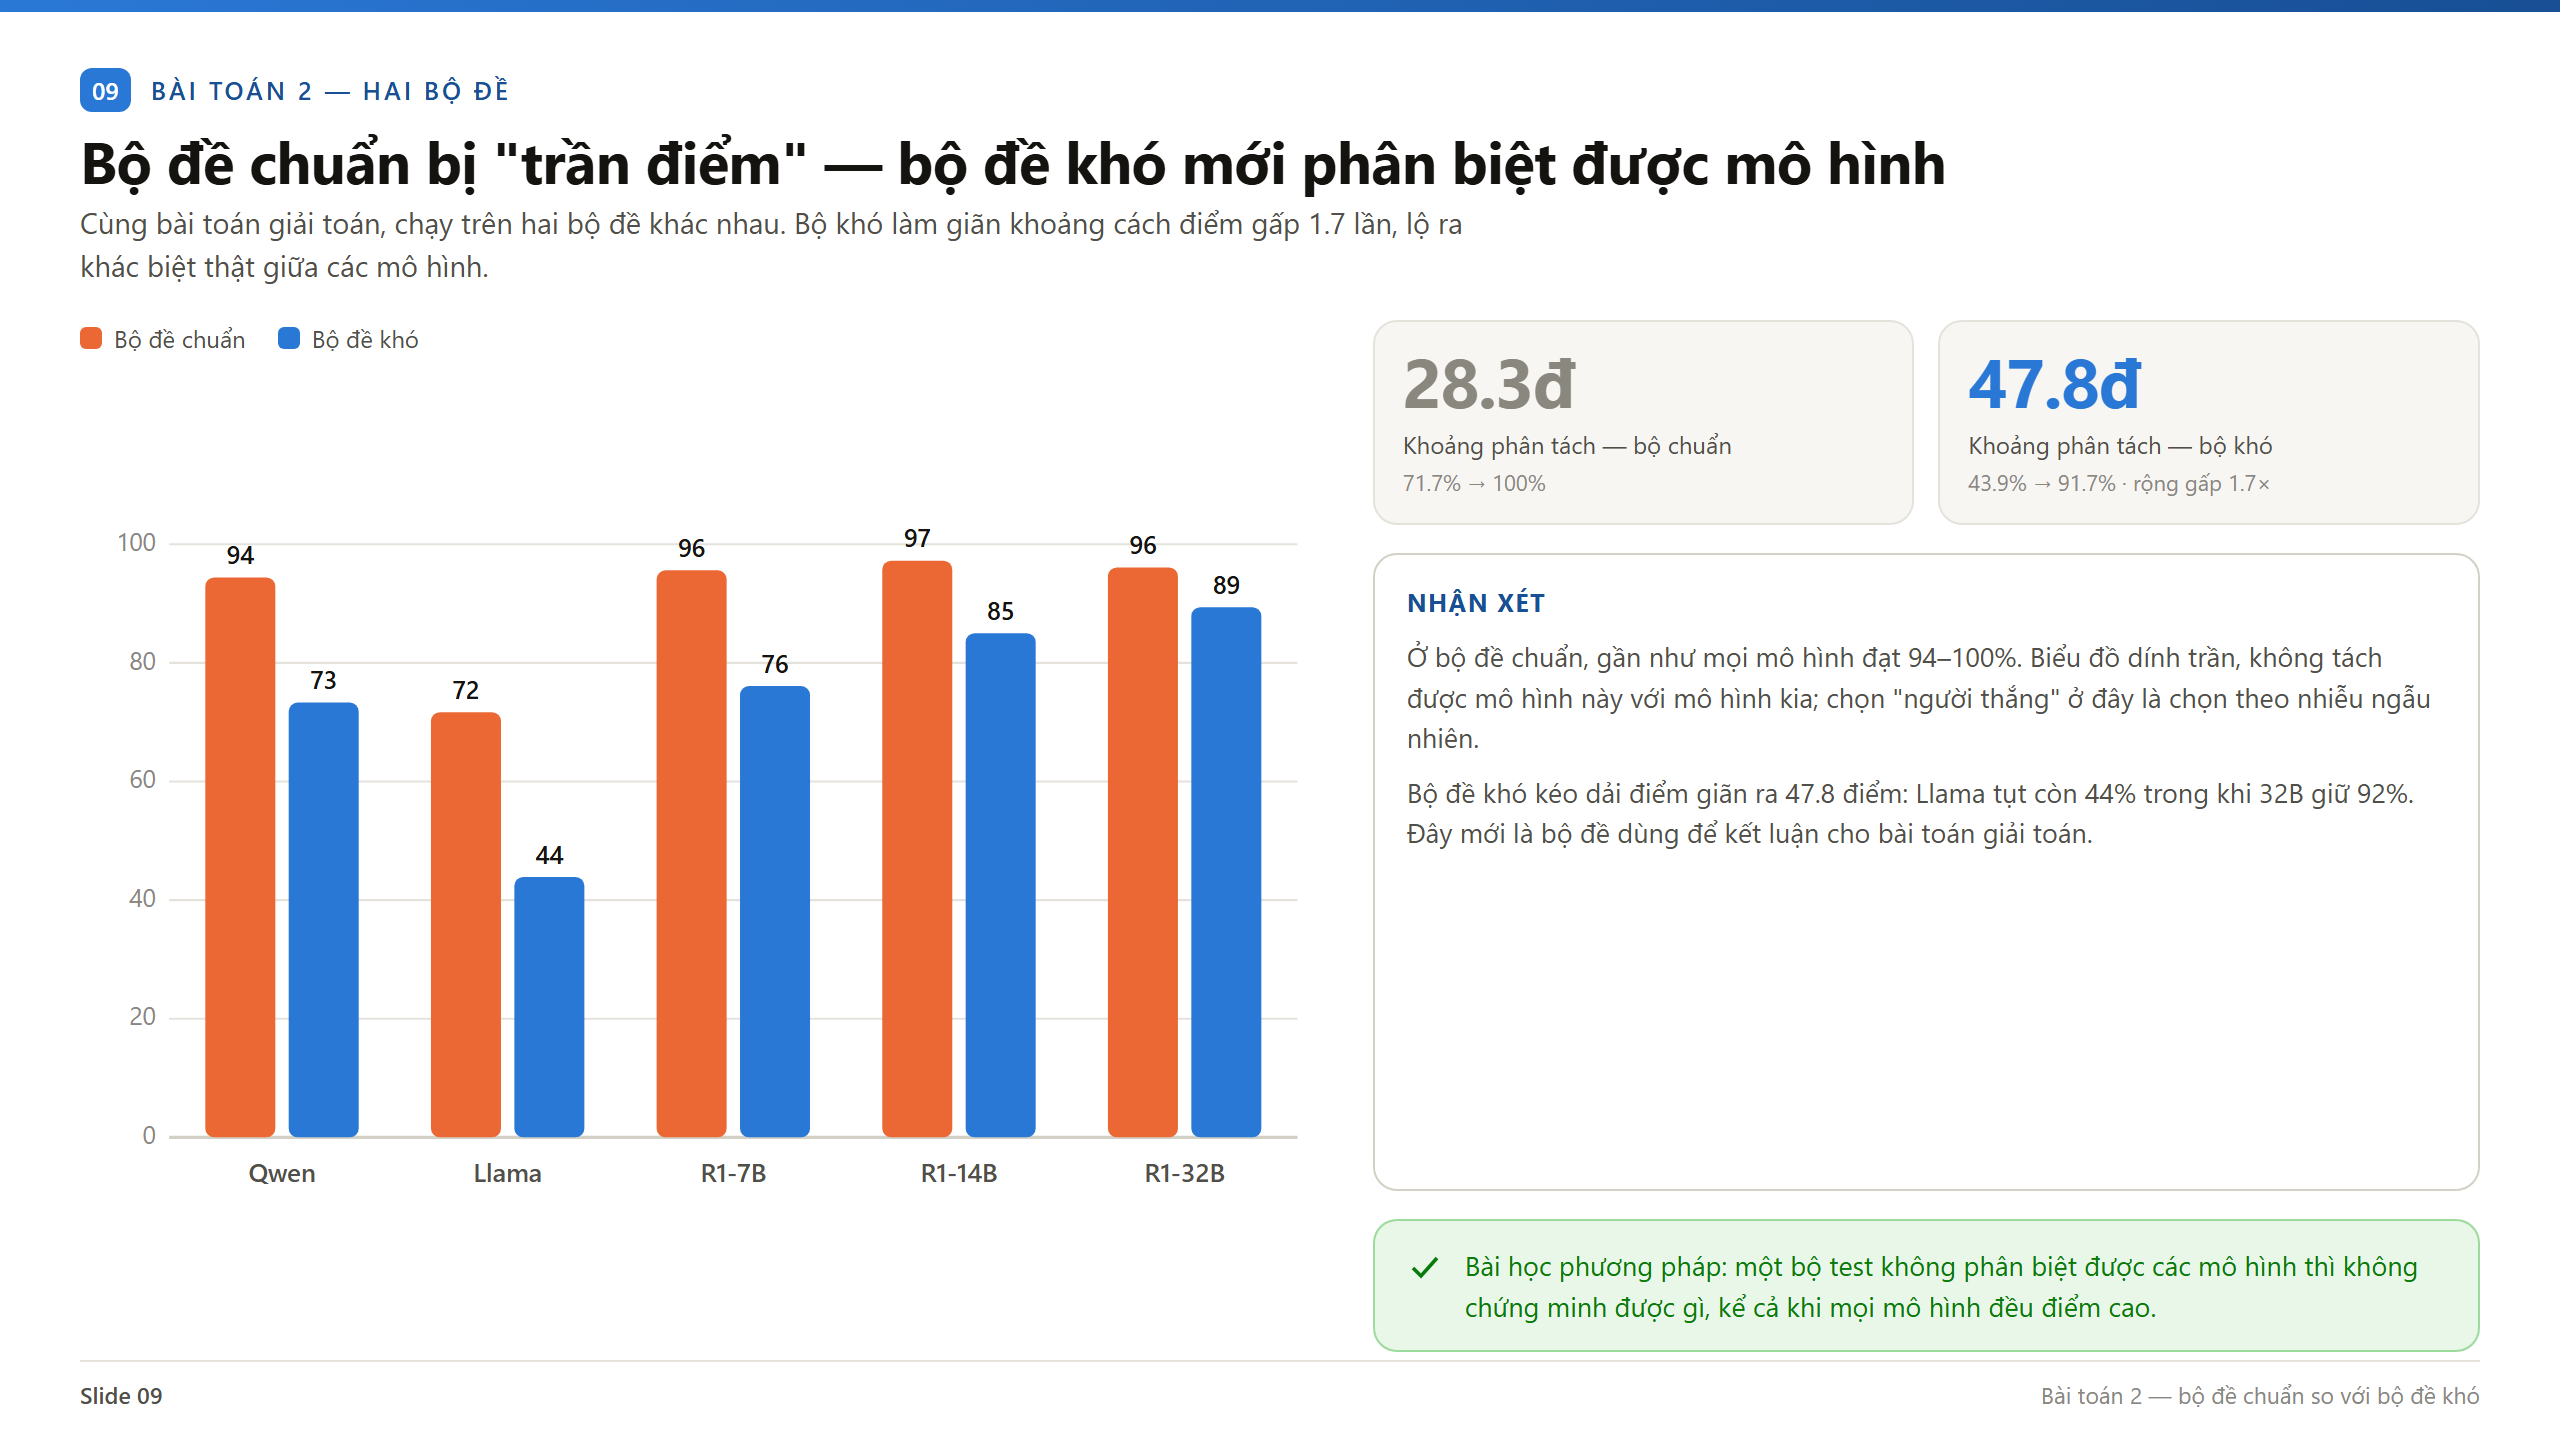 09 BÀI TOÁN 2 — HAI BỘ ĐỀ
Bộ đề chuẩn bị "trần điểm" — bộ đề khó mới phân biệt được mô hình
Cùng bài toán giải toán, chạy trên hai bộ đề khác nhau. Bộ khó làm giãn khoảng cách điểm gấp 1.7 lần, lộ ra
khác biệt thật giữa các mô hình.
Bộ đề chuẩn Bộ đề khó
100
80
60
40
20
0
94 73
72 44
96 76
97 85
96 89
Qwen Llama R1-7B R1-14B R1-32B
28.3đ
Khoảng phân tách — bộ chuẩn
71.7% → 100%
47.8đ
Khoảng phân tách — bộ khó
43.9% → 91.7% · rộng gấp 1.7×
NHẬN XÉT
Ở bộ đề chuẩn, gần như mọi mô hình đạt 94–100%. Biểu đồ dính trần, không tách
được mô hình này với mô hình kia; chọn "người thắng" ở đây là chọn theo nhiễu ngẫu
nhiên.
Bộ đề khó kéo dải điểm giãn ra 47.8 điểm: Llama tụt còn 44% trong khi 32B giữ 92%.
Đây mới là bộ đề dùng để kết luận cho bài toán giải toán.
Bài học phương pháp: một bộ test không phân biệt được các mô hình thì không
chứng minh được gì, kể cả khi mọi mô hình đều điểm cao.
Slide 09
Bài toán 2 — bộ đề chuẩn so với bộ đề khó